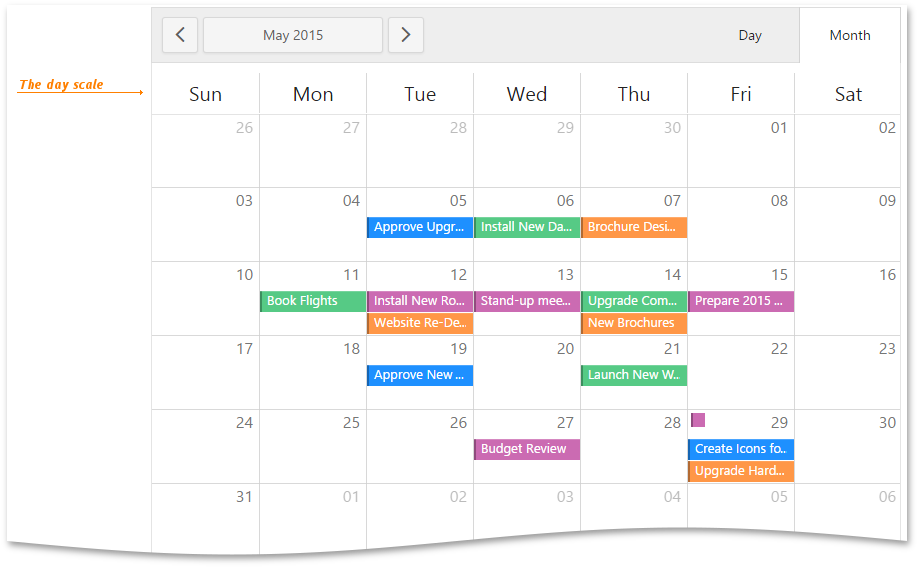 May 2015 Day Month
The day scale
Sun Mon Tue Wed Thu Fri Sat
26 27 28 29 30 01 02
03 04 05 06 07 08 09
Approve Upgr... Install New Da... Brochure Desi...
10 11 12 13 14 15 16
Book Flights Install New Ro... Stand-up mee... Upgrade Com... Prepare 2015 ...
Website Re-De... New Brochures
17 18 19 20 21 22 23
Approve New ... Launch New W...
24 25 26 27 28 29 30
Budget Review Create Icons fo...
Upgrade Hard...
31 01 02 03 04 05 06